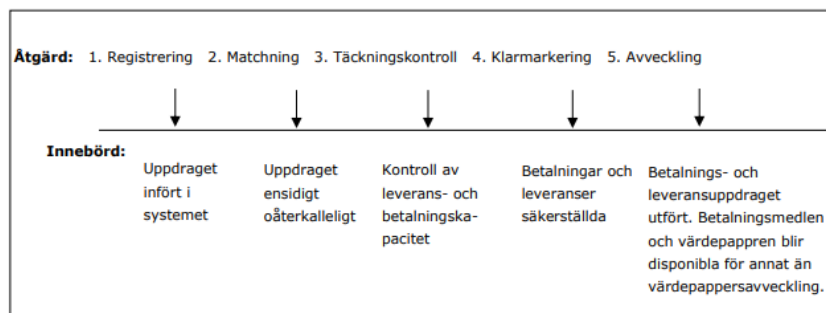 Åtgärd: 1. Registrering 2. Matchning 3. Täckningskontroll 4. Klarmarkering 5. Avveckling
Innebörd:
Uppdraget
infört i
systemet
Uppdraget
ensidigt
oåterkalleligt
Kontroll av
leverans- och
betalningska-
pacitet
Betalningar och
leveranser
säkerställda
Betalnings- och
leveransuppdraget
utfört. Betalningsmedlen
och värdepappren blir
disponibla för annat än
värdepappersavveckling.